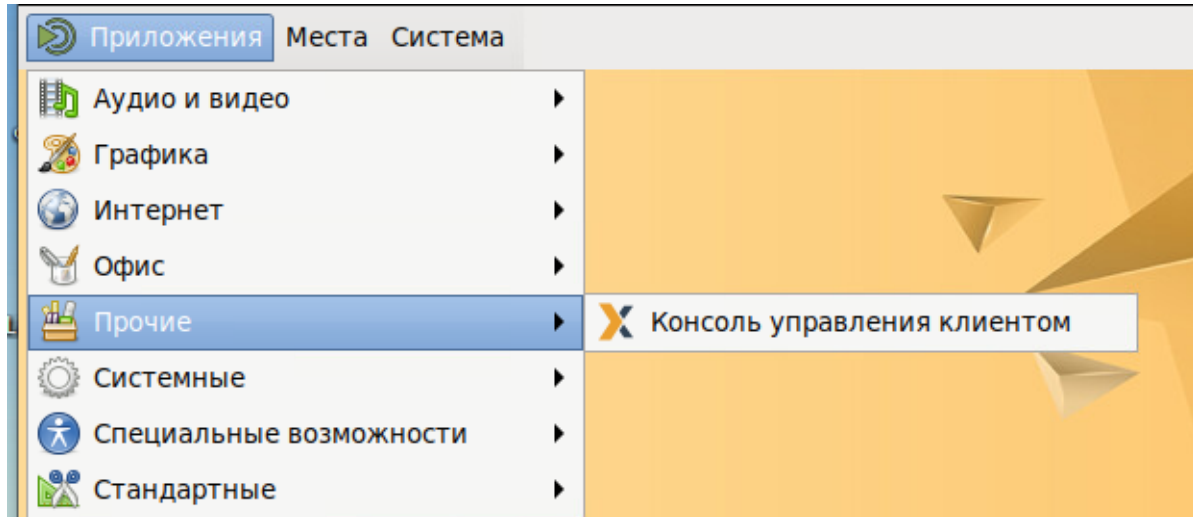 Приложения Места Система
Аудио и видео
Графика
Интернет
Офис
Прочие
Консоль управления клиентом
Системные
Специальные возможности
Стандартные